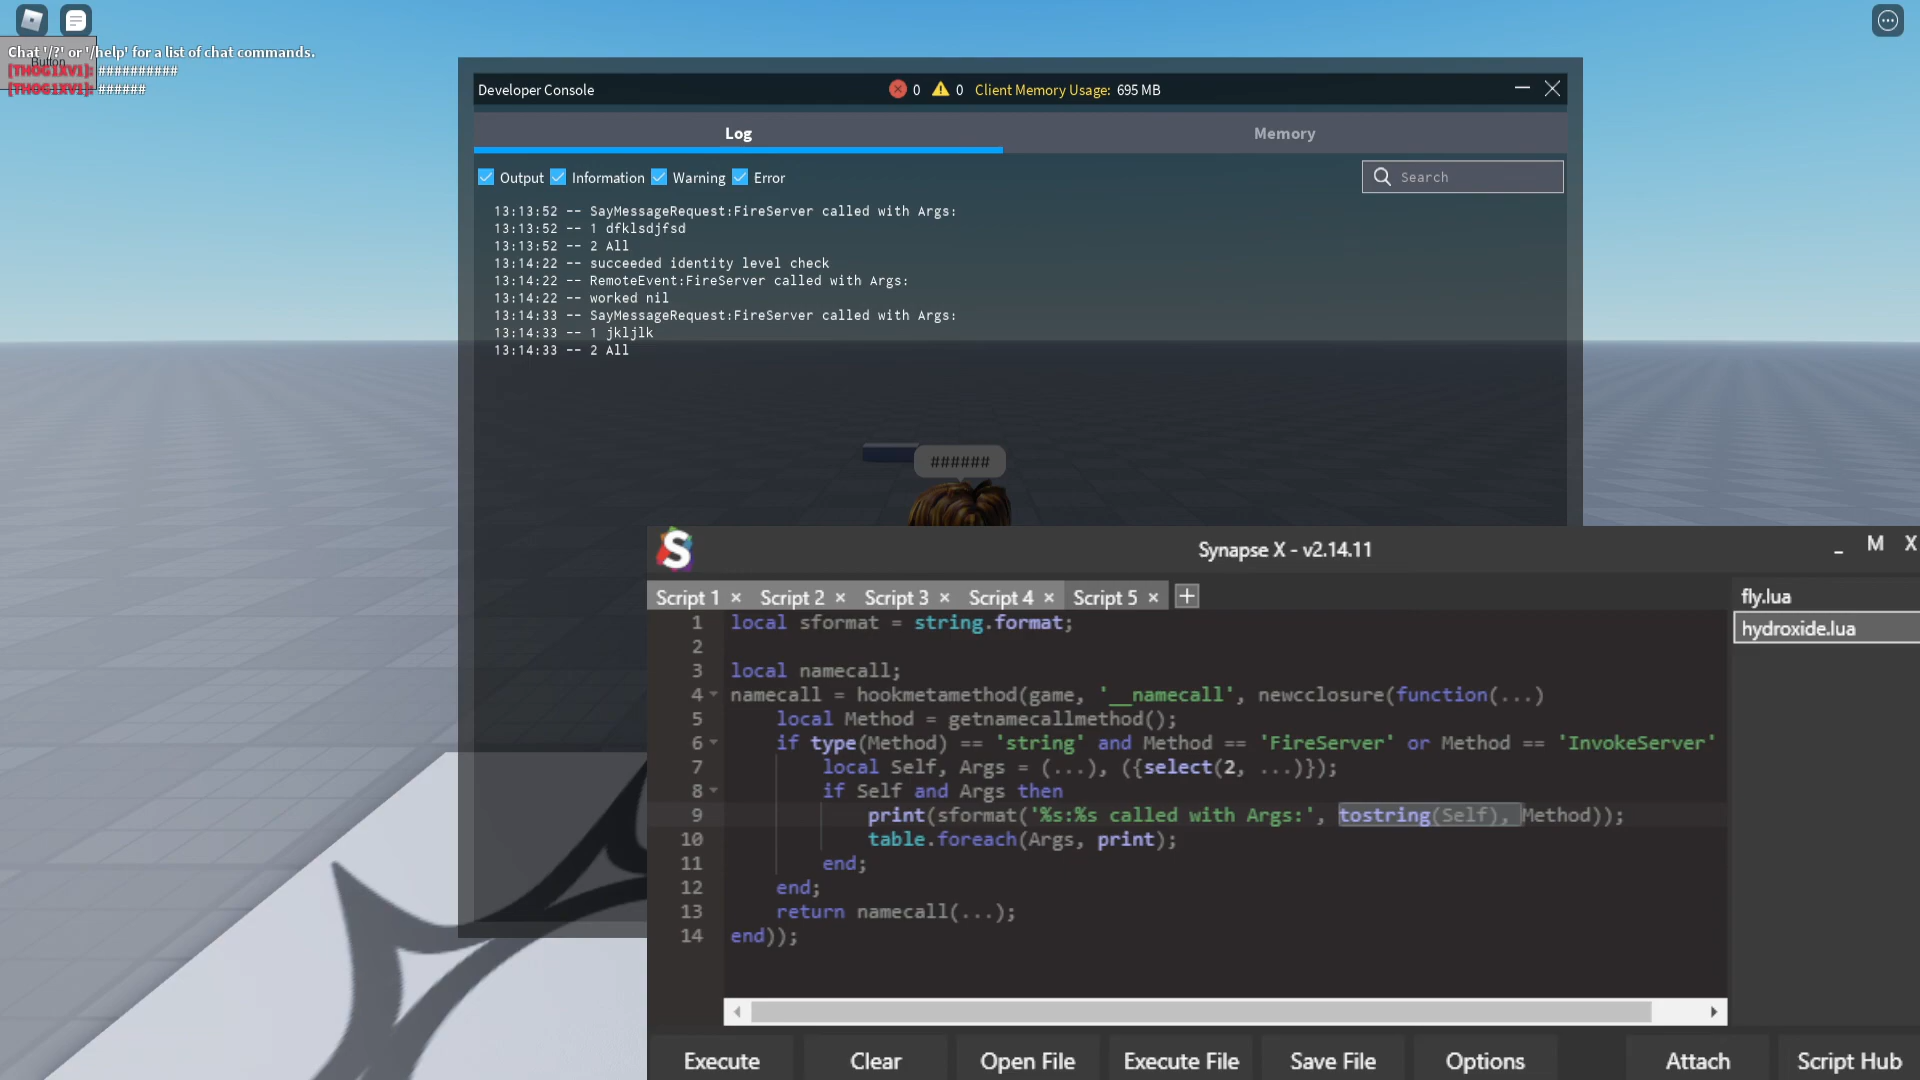 Chat '/?' or '/help' for a list of chat commands.
Button
[THOG1XV1]: ##########
[THOG1XV1]: ######
Developer Console
0
0
Client Memory Usage: 695 MB
Log
Memory
Output
Information
Warning
Error
Search
13:13:52 -- SayMessageRequest:FireServer called with Args:
13:13:52 -- 1 dfklsdjfsd
13:13:52 -- 2 All
13:14:22 -- succeeded identity level check
13:14:22 -- RemoteEvent:FireServer called with Args:
13:14:22 -- worked nil
13:14:33 -- SayMessageRequest:FireServer called with Args:
13:14:33 -- 1 jkljlk
13:14:33 -- 2 All
######
S
Synapse X - v2.14.11
_ M X
Script 1 × Script 2 × Script 3 × Script 4 × Script 5 × +
fly.lua
hydroxide.lua
1 local sformat = string.format;
2
3 local namecall;
4 namecall = hookmetamethod(game, '__namecall', newcclosure(function(...)
5 local Method = getnamecallmethod();
6 if type(Method) == 'string' and Method == 'FireServer' or Method == 'InvokeServer'
7 local Self, Args = (...), ({select(2, ...)});
8 if Self and Args then
9 print(sformat('%s:%s called with Args:', tostring(Self), Method));
10 table.foreach(Args, print);
11 end;
12 end;
13 return namecall(...);
14 end));
Execute
Clear
Open File
Execute File
Save File
Options
Attach
Script Hub